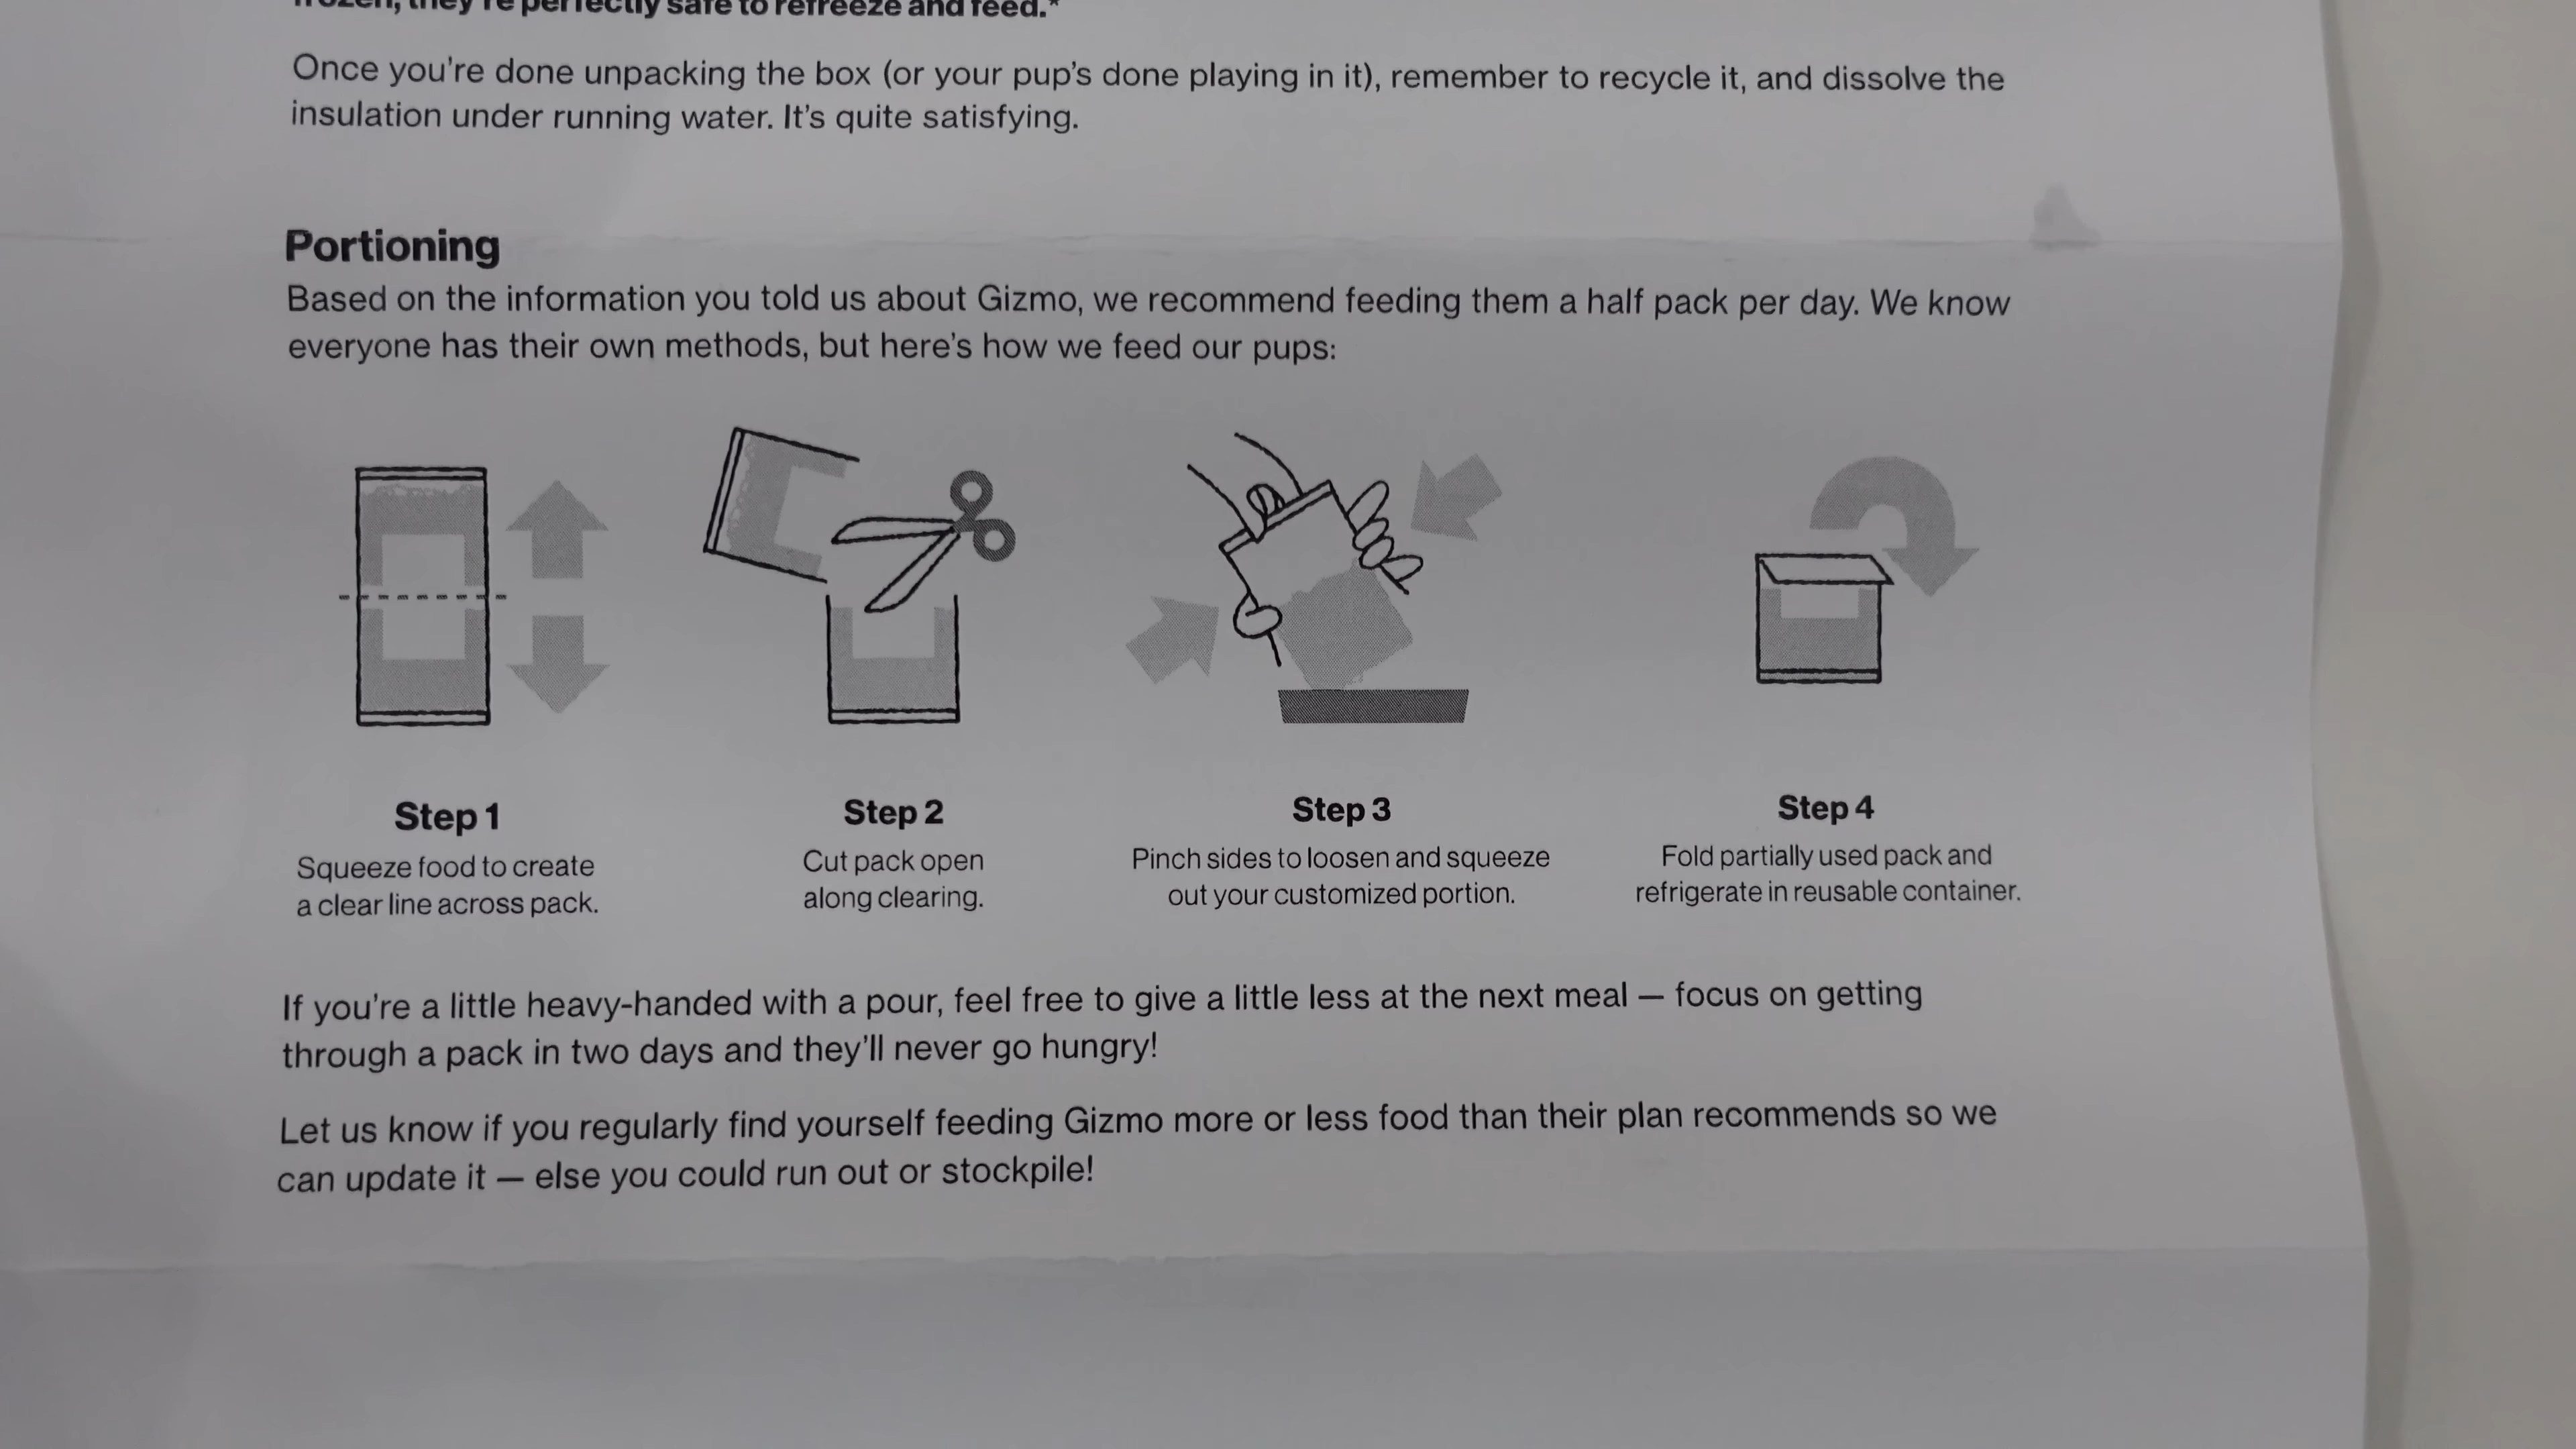 frozen, they're perfectly safe to refreeze and feed.*
Once you're done unpacking the box (or your pup's done playing in it), remember to recycle it, and dissolve the
insulation under running water. It's quite satisfying.
Portioning
Based on the information you told us about Gizmo, we recommend feeding them a half pack per day. We know
everyone has their own methods, but here's how we feed our pups:
Step 1
Squeeze food to create
a clear line across pack.
Step 2
Cut pack open
along clearing.
Step 3
Pinch sides to loosen and squeeze
out your customized portion.
Step 4
Fold partially used pack and
refrigerate in reusable container.
If you're a little heavy-handed with a pour, feel free to give a little less at the next meal — focus on getting
through a pack in two days and they'll never go hungry!
Let us know if you regularly find yourself feeding Gizmo more or less food than their plan recommends so we
can update it — else you could run out or stockpile!